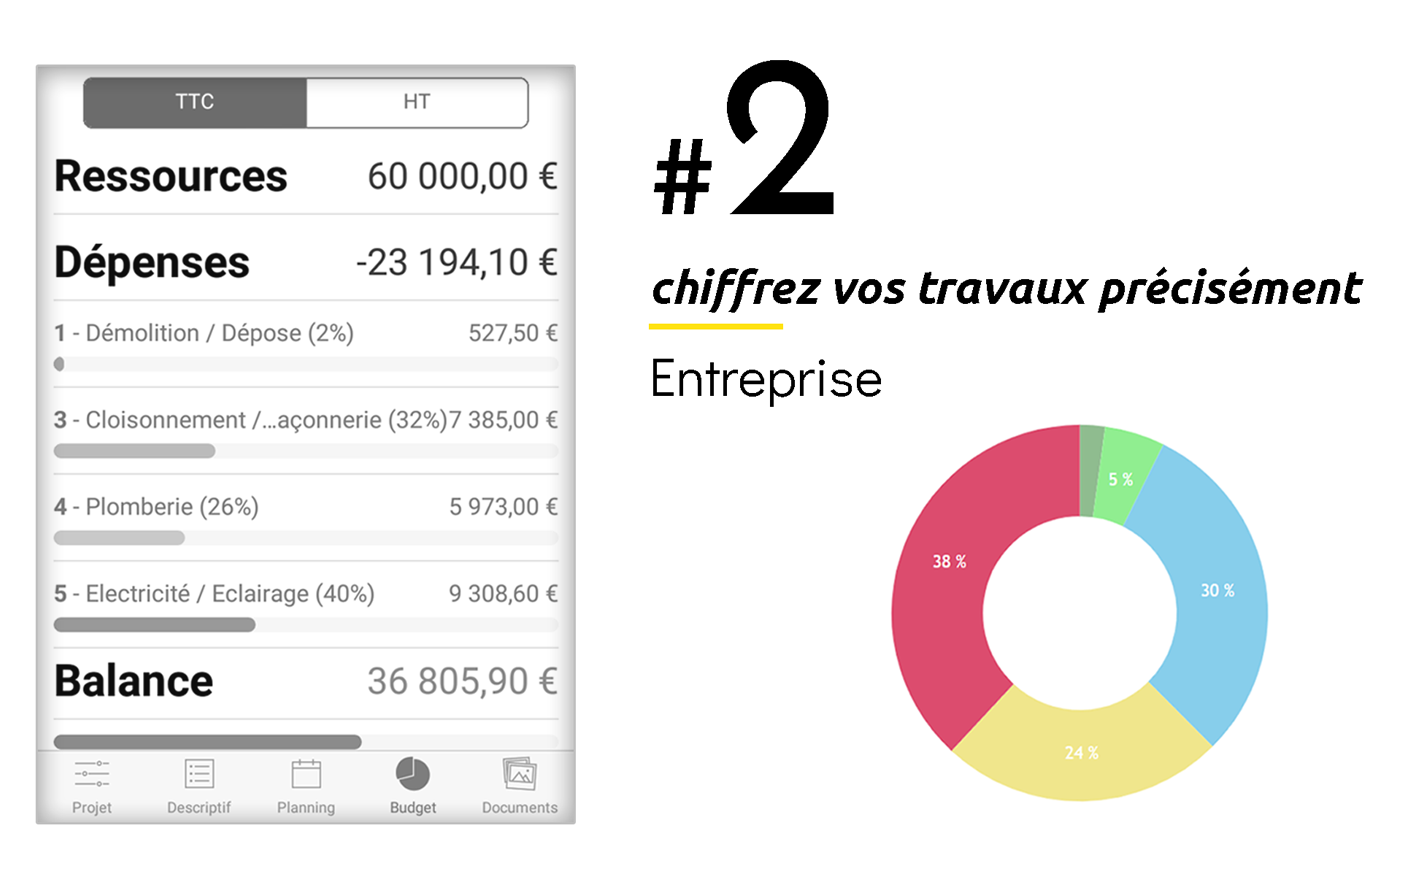 TTC HT
Ressources 60 000,00 €
Dépenses -23 194,10 €
1 - Démolition / Dépose (2%) 527,50 €
3 - Cloisonnement /...açonnerie (32%)7 385,00 €
4 - Plomberie (26%) 5 973,00 €
5 - Electricité / Eclairage (40%) 9 308,60 €
Balance 36 805,90 €
Projet Descriptif Planning Budget Documents
#2
chiffrez vos travaux précisément
Entreprise
5 %
38 %
30 %
24 %